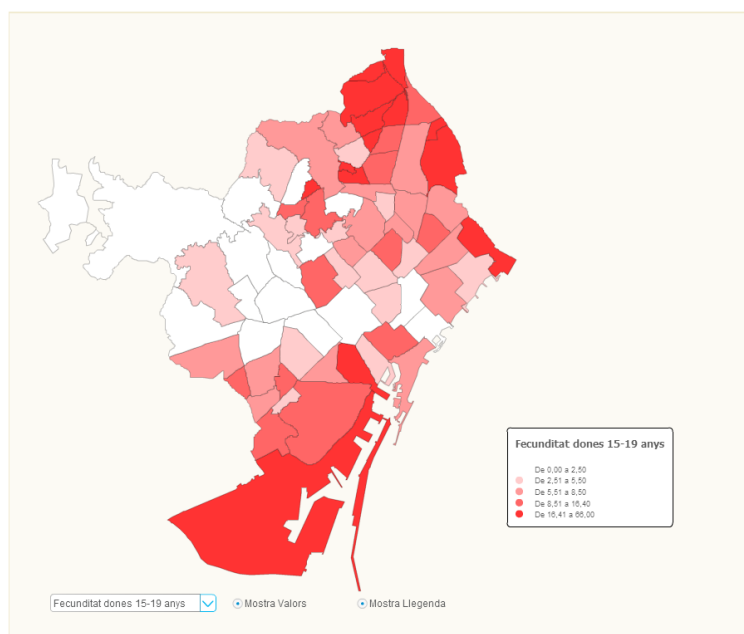 Fecunditat dones 15-19 anys
De 0,00 a 2,50
De 2,51 a 5,50
De 5,51 a 8,50
De 8,51 a 16,40
De 16,41 a 66,00
Fecunditat dones 15-19 anys
Mostra Valors
Mostra Llegenda